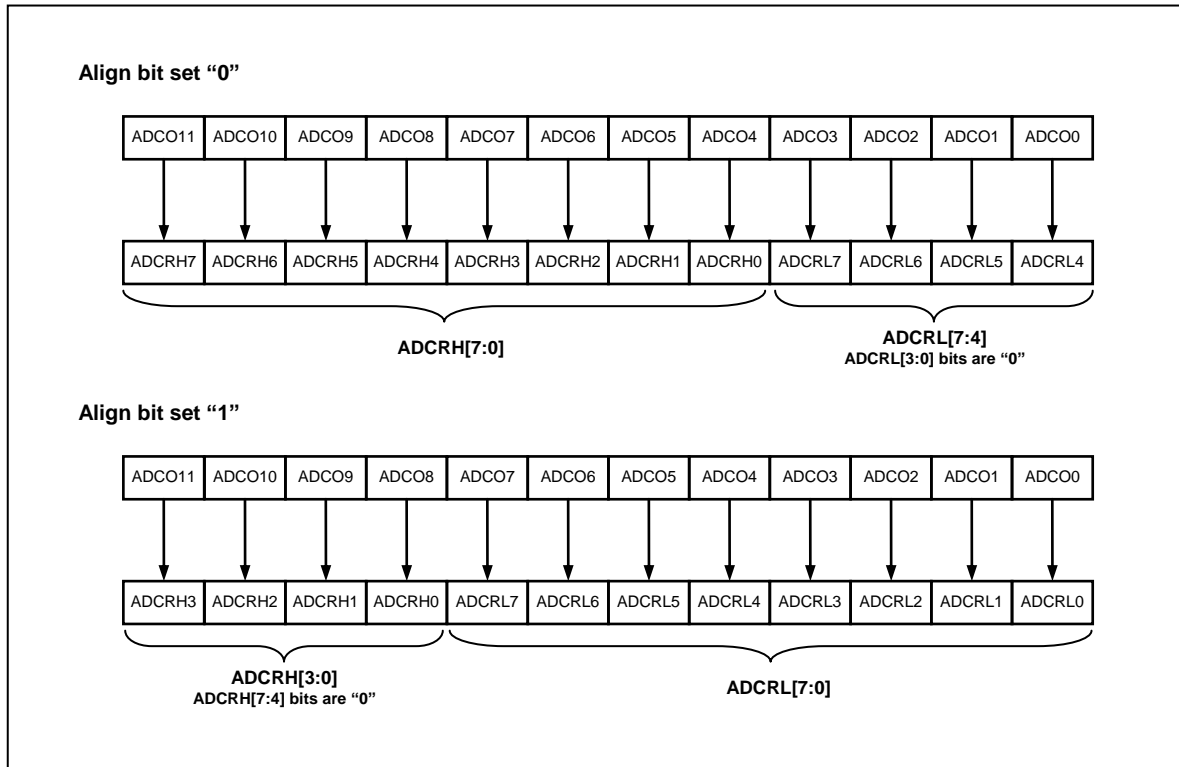 Align bit set “0”
ADCO11 ADCO10 ADCO9 ADCO8 ADCO7 ADCO6 ADCO5 ADCO4 ADCO3 ADCO2 ADCO1 ADCO0
ADCRH7 ADCRH6 ADCRH5 ADCRH4 ADCRH3 ADCRH2 ADCRH1 ADCRH0 ADCRL7 ADCRL6 ADCRL5 ADCRL4
ADCRH[7:0]
ADCRL[7:4]
ADCRL[3:0] bits are “0”
Align bit set “1”
ADCO11 ADCO10 ADCO9 ADCO8 ADCO7 ADCO6 ADCO5 ADCO4 ADCO3 ADCO2 ADCO1 ADCO0
ADCRH3 ADCRH2 ADCRH1 ADCRH0 ADCRL7 ADCRL6 ADCRL5 ADCRL4 ADCRL3 ADCRL2 ADCRL1 ADCRL0
ADCRH[3:0]
ADCRH[7:4] bits are “0”
ADCRL[7:0]